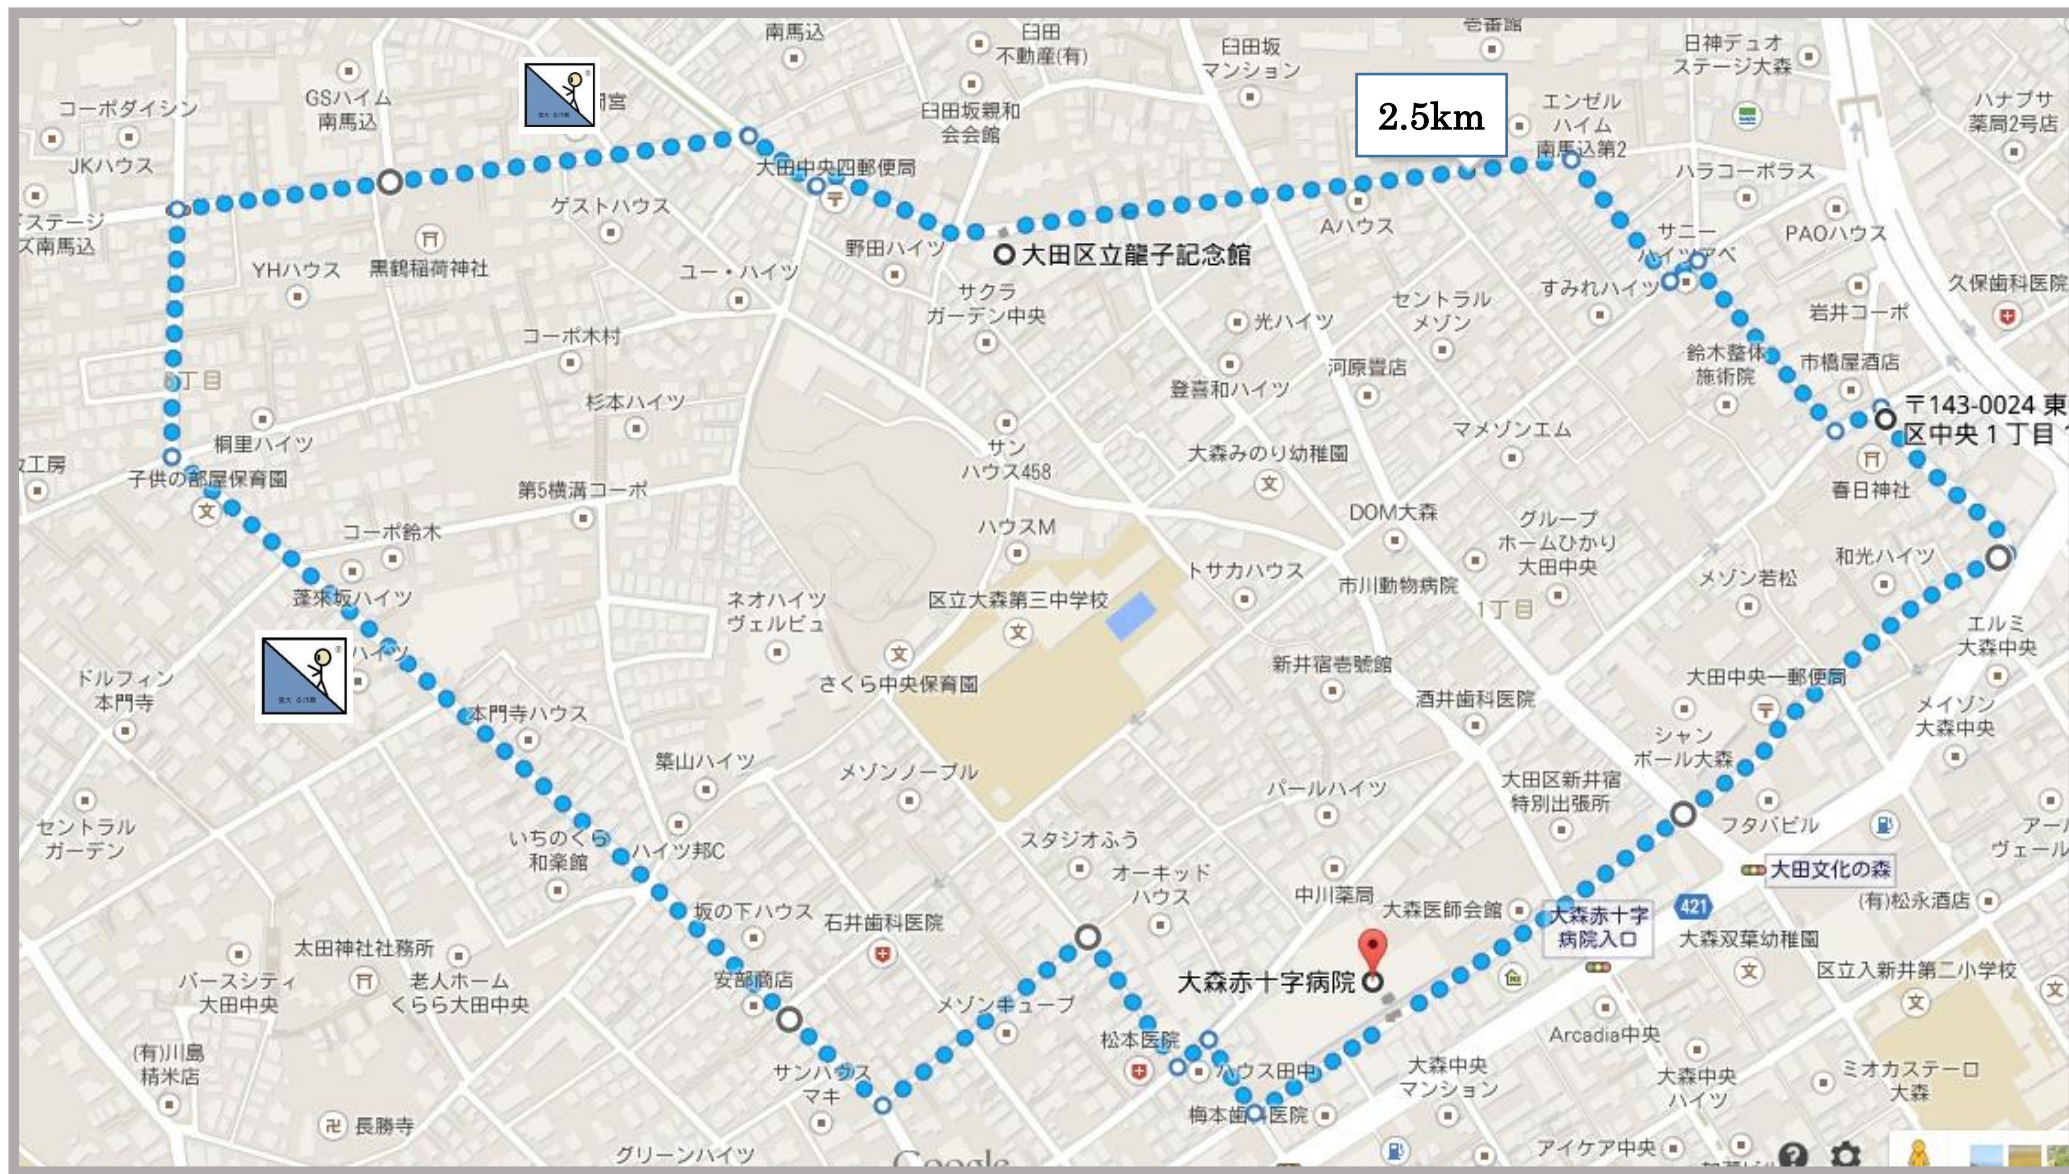 南馬込
臼田
不動産(有)
臼田坂
マンション
壱番館
日神デュオ
ステージ大森
コーポダイシン
GSハイム
南馬込
臼田坂親和
会会館
2.5km
エンゼル
ハイム
南馬込第2
ハナブサ
薬局2号店
JKハウス
大田中央四郵便局
ハラコーポラス
ゲストハウス
Aハウス
サニー
ハイツアベ
PAOハウス
ズ南馬込
YHハウス
黒鶴稲荷神社
野田ハイツ
大田区立龍子記念館
ユー・ハイツ
サクラ
ガーデン中央
光ハイツ
セントラル
メゾン
すみれハイツ
岩井コーポ
久保歯科医院
コーポ木村
河原畳店
鈴木整体
施術院
市橋屋酒店
登喜和ハイツ
杉本ハイツ
〒143-0024 東
区中央1丁目
桐里ハイツ
サン
ハウス458
大森みのり幼稚園
マメゾンエム
子供の部屋保育園
第5横溝コーポ
春日神社
コーポ鈴木
ハウスM
DOM大森
グループ
ホームひかり
大田中央
和光ハイツ
トサカハウス
市川動物病院
メゾン若松
蓬来坂ハイツ
ネオハイツ
ヴェルビュ
区立大森第三中学校
1丁目
エルミ
大森中央
ハイツ
ドルフィン
本門寺
さくら中央保育園
新井宿壱號館
酒井歯科医院
大田中央一郵便局
メイゾン
大森中央
本門寺ハウス
シャン
ボール大森
築山ハイツ
メゾンノーブル
パールハイツ
大田区新井宿
特別出張所
セントラル
ガーデン
いちのくら
和楽館
ハイツ邦C
スタジオふう
フタバビル
オーキッド
ハウス
中川薬局
大森医師会館
大田文化の森
421
(有)松永酒店
坂の下ハウス
石井歯科医院
大森赤十字
病院入口
大森双葉幼稚園
太田神社社務所
バースシティ
大田中央
老人ホーム
くらら大田中央
安部商店
大森赤十字病院
区立入新井第二小学校
メゾンキューブ
松本医院
Arcadia中央
(有)川島
精米店
サンハウス
マキ
ハウス田中
大森中央
マンション
大森中央
ハイツ
ミオカステーロ
大森
長勝寺
梅本歯科医院
グリーンハイツ
Google
アイケア中央